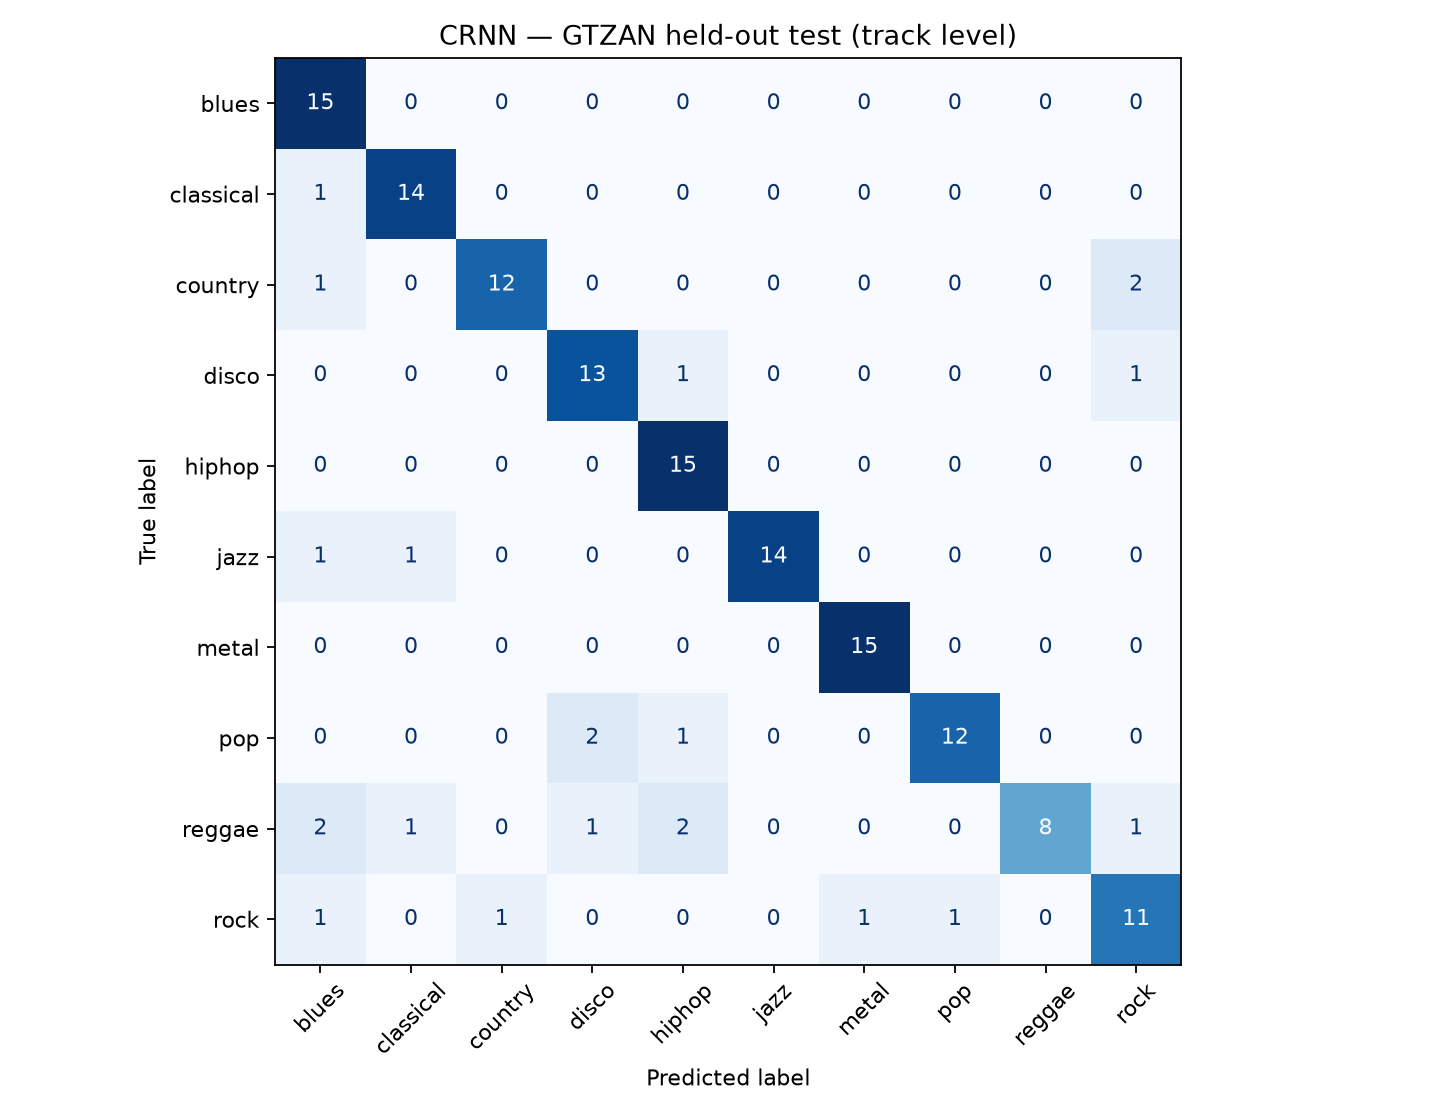 CRNN — GTZAN held-out test (track level)
blues 15 0 0 0 0 0 0 0 0 0
classical 1 14 0 0 0 0 0 0 0 0
country 1 0 12 0 0 0 0 0 0 2
disco 0 0 0 13 1 0 0 0 0 1
hiphop 0 0 0 0 15 0 0 0 0 0
jazz 1 1 0 0 0 14 0 0 0 0
metal 0 0 0 0 0 0 15 0 0 0
pop 0 0 0 2 1 0 0 12 0 0
reggae 2 1 0 1 2 0 0 0 8 1
rock 1 0 1 0 0 0 1 1 0 11
True label
blues classical country disco hiphop jazz metal pop reggae rock
Predicted label